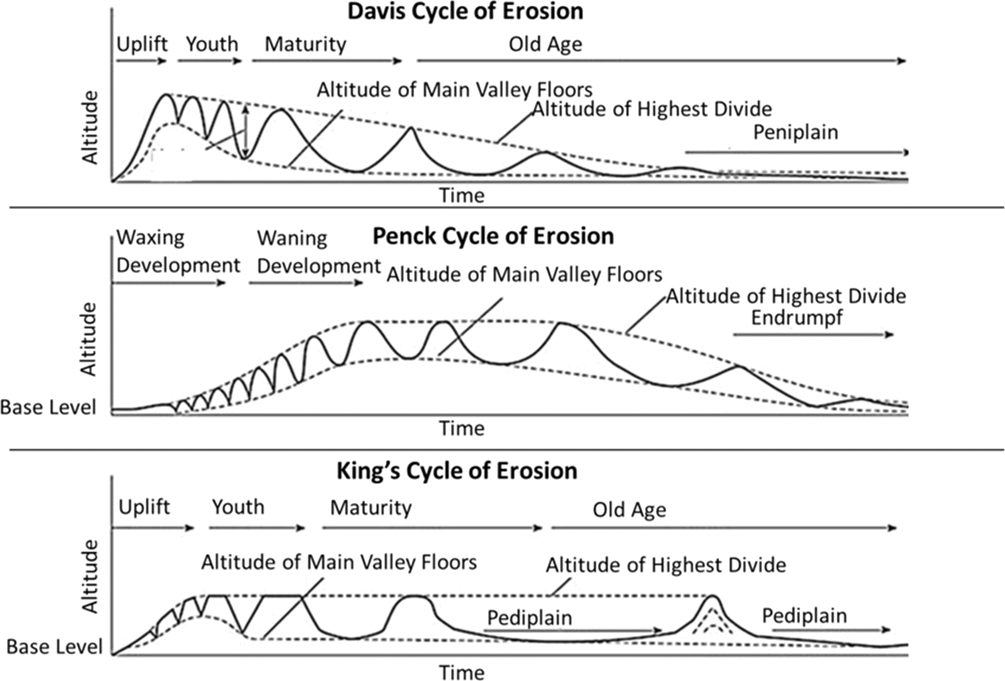 Davis Cycle of Erosion
Uplift
Youth
Maturity
Old Age
Altitude of Main Valley Floors
Altitude of Highest Divide
Peniplain
Altitude
Time
Penck Cycle of Erosion
Waxing
Development
Waning
Development
Altitude of Main Valley Floors
Altitude of Highest Divide
Endrumpf
Altitude
Base Level
Time
King's Cycle of Erosion
Uplift
Youth
Maturity
Old Age
Altitude of Main Valley Floors
Altitude of Highest Divide
Altitude
Pediplain
Pediplain
Base Level
Time